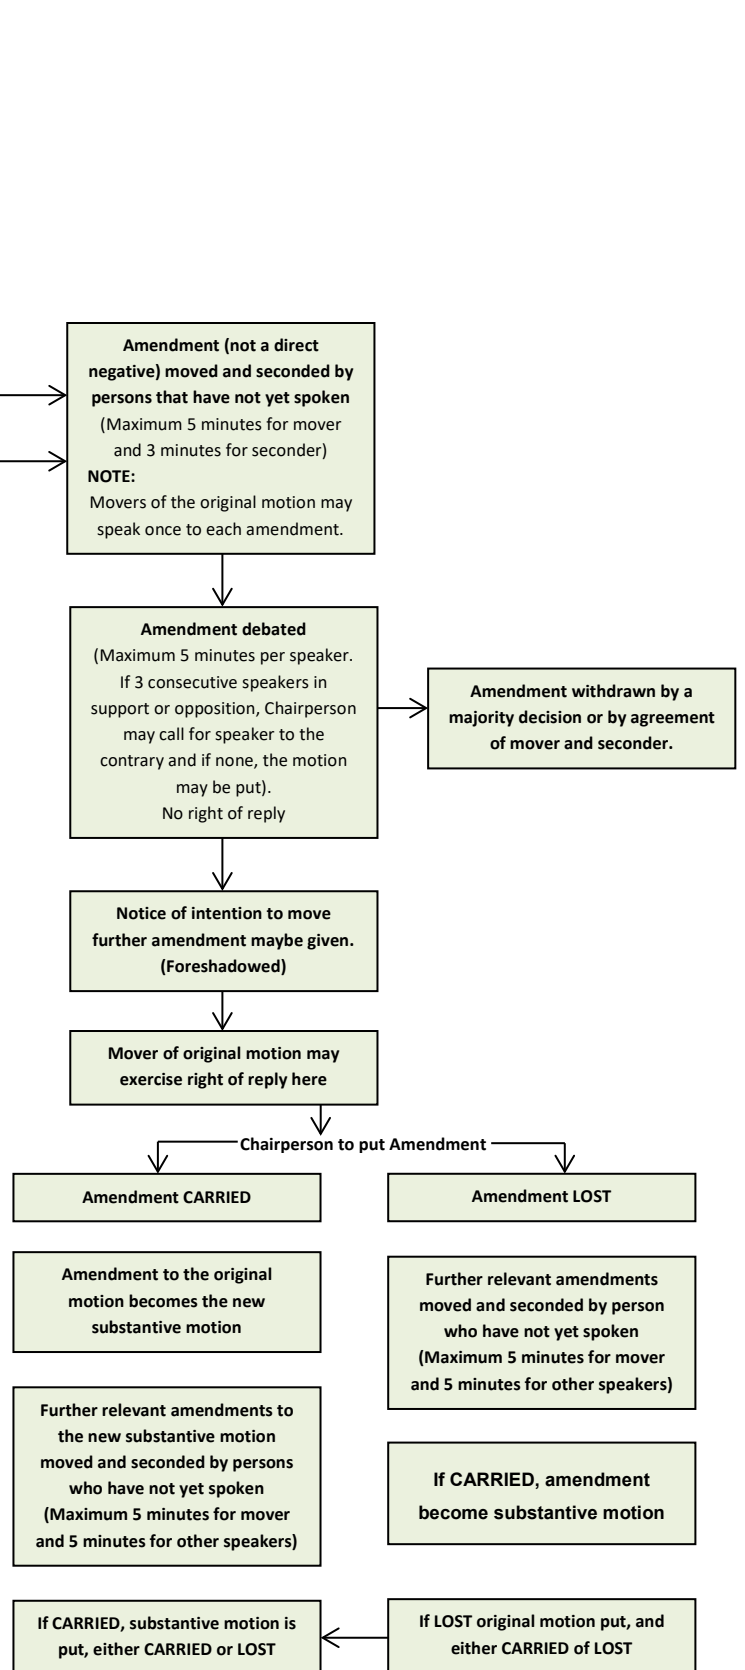 Amendment (not a direct
negative) moved and seconded by
persons that have not yet spoken
(Maximum 5 minutes for mover
and 3 minutes for seconder)
NOTE:
Movers of the original motion may
speak once to each amendment.
Amendment debated
(Maximum 5 minutes per speaker.
If 3 consecutive speakers in
support or opposition, Chairperson
may call for speaker to the
contrary and if none, the motion
may be put).
No right of reply
Amendment withdrawn by a
majority decision or by agreement
of mover and seconder.
Notice of intention to move
further amendment maybe given.
(Foreshadowed)
Mover of original motion may
exercise right of reply here
Chairperson to put Amendment
Amendment CARRIED
Amendment LOST
Amendment to the original
motion becomes the new
substantive motion
Further relevant amendments
moved and seconded by person
who have not yet spoken
(Maximum 5 minutes for mover
and 5 minutes for other speakers)
Further relevant amendments to
the new substantive motion
moved and seconded by persons
who have not yet spoken
(Maximum 5 minutes for mover
and 5 minutes for other speakers)
If CARRIED, amendment
become substantive motion
If CARRIED, substantive motion is
put, either CARRIED or LOST
If LOST original motion put, and
either CARRIED of LOST